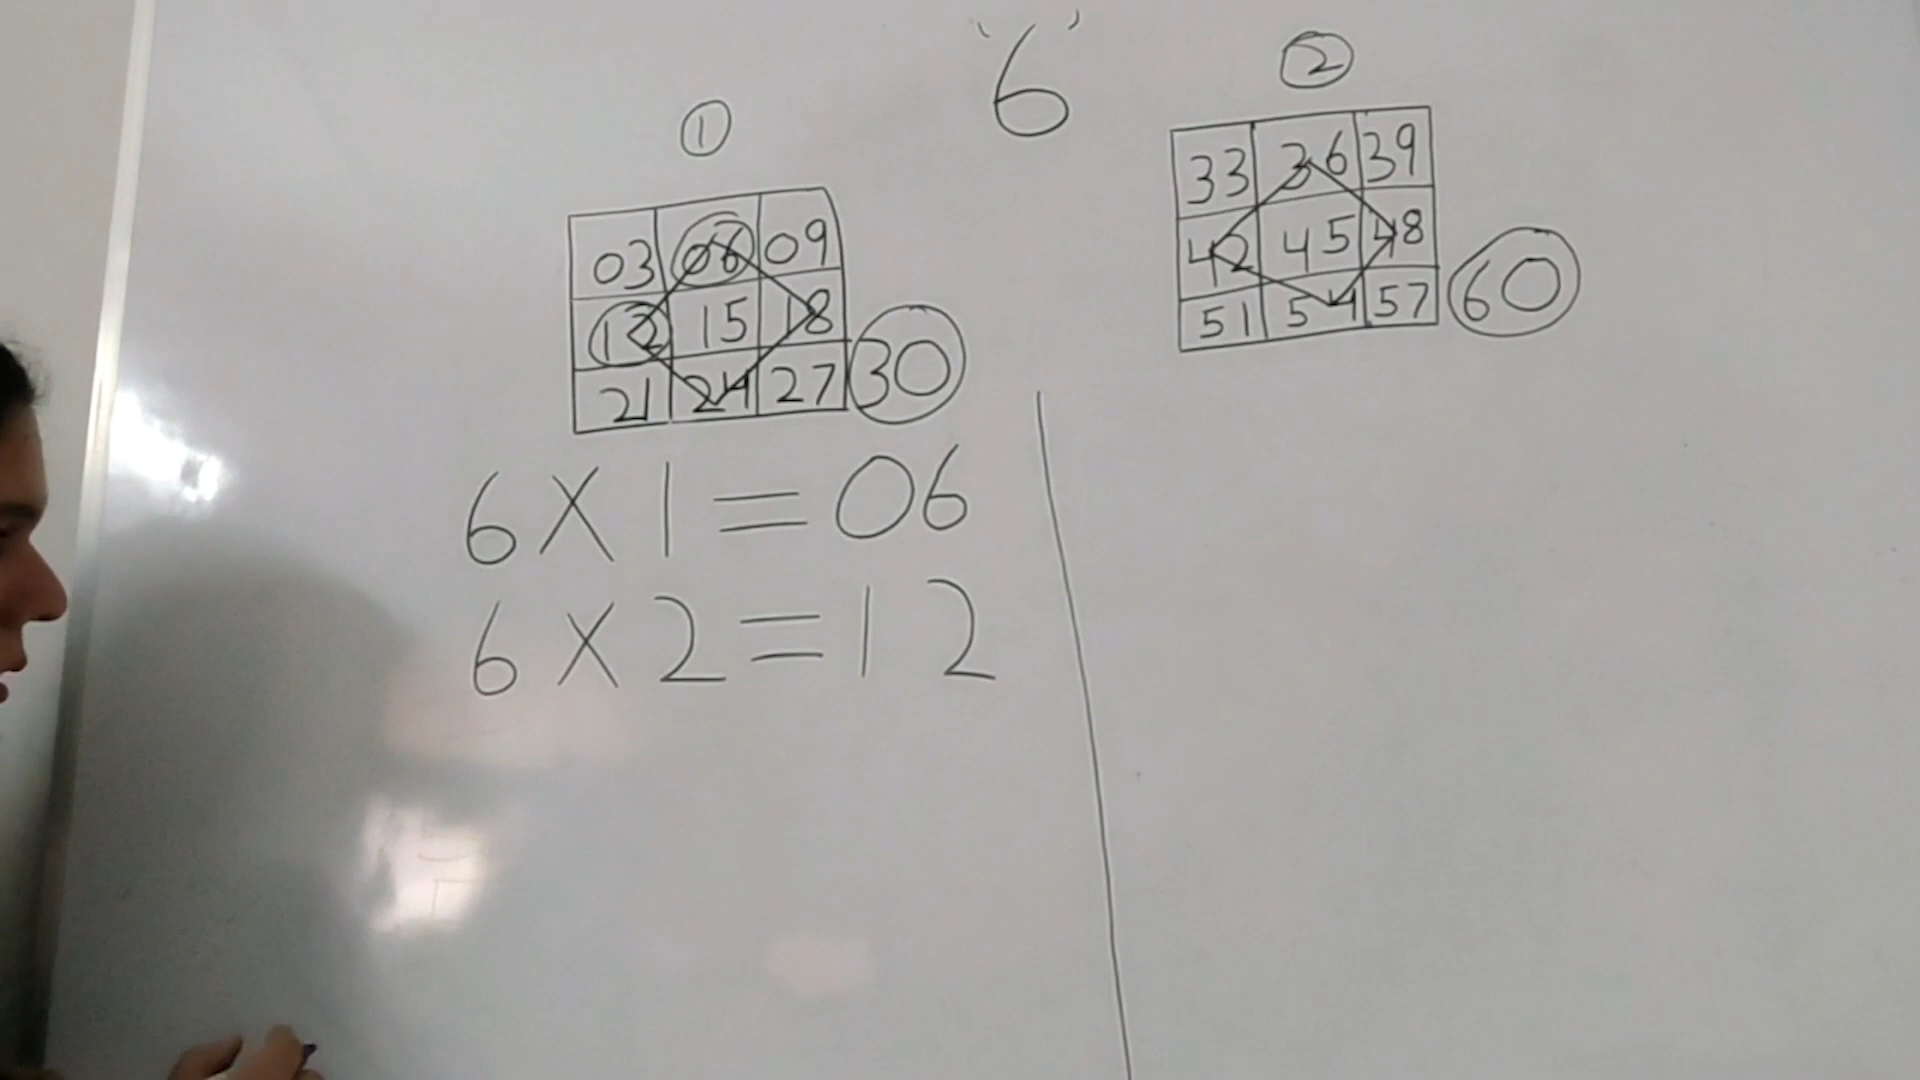 '6'
①
②
03 06 09
12 15 18
21 24 27 30
33 36 39
42 45 48
51 54 57 60
6 X 1 = 06
6 X 2 = 12